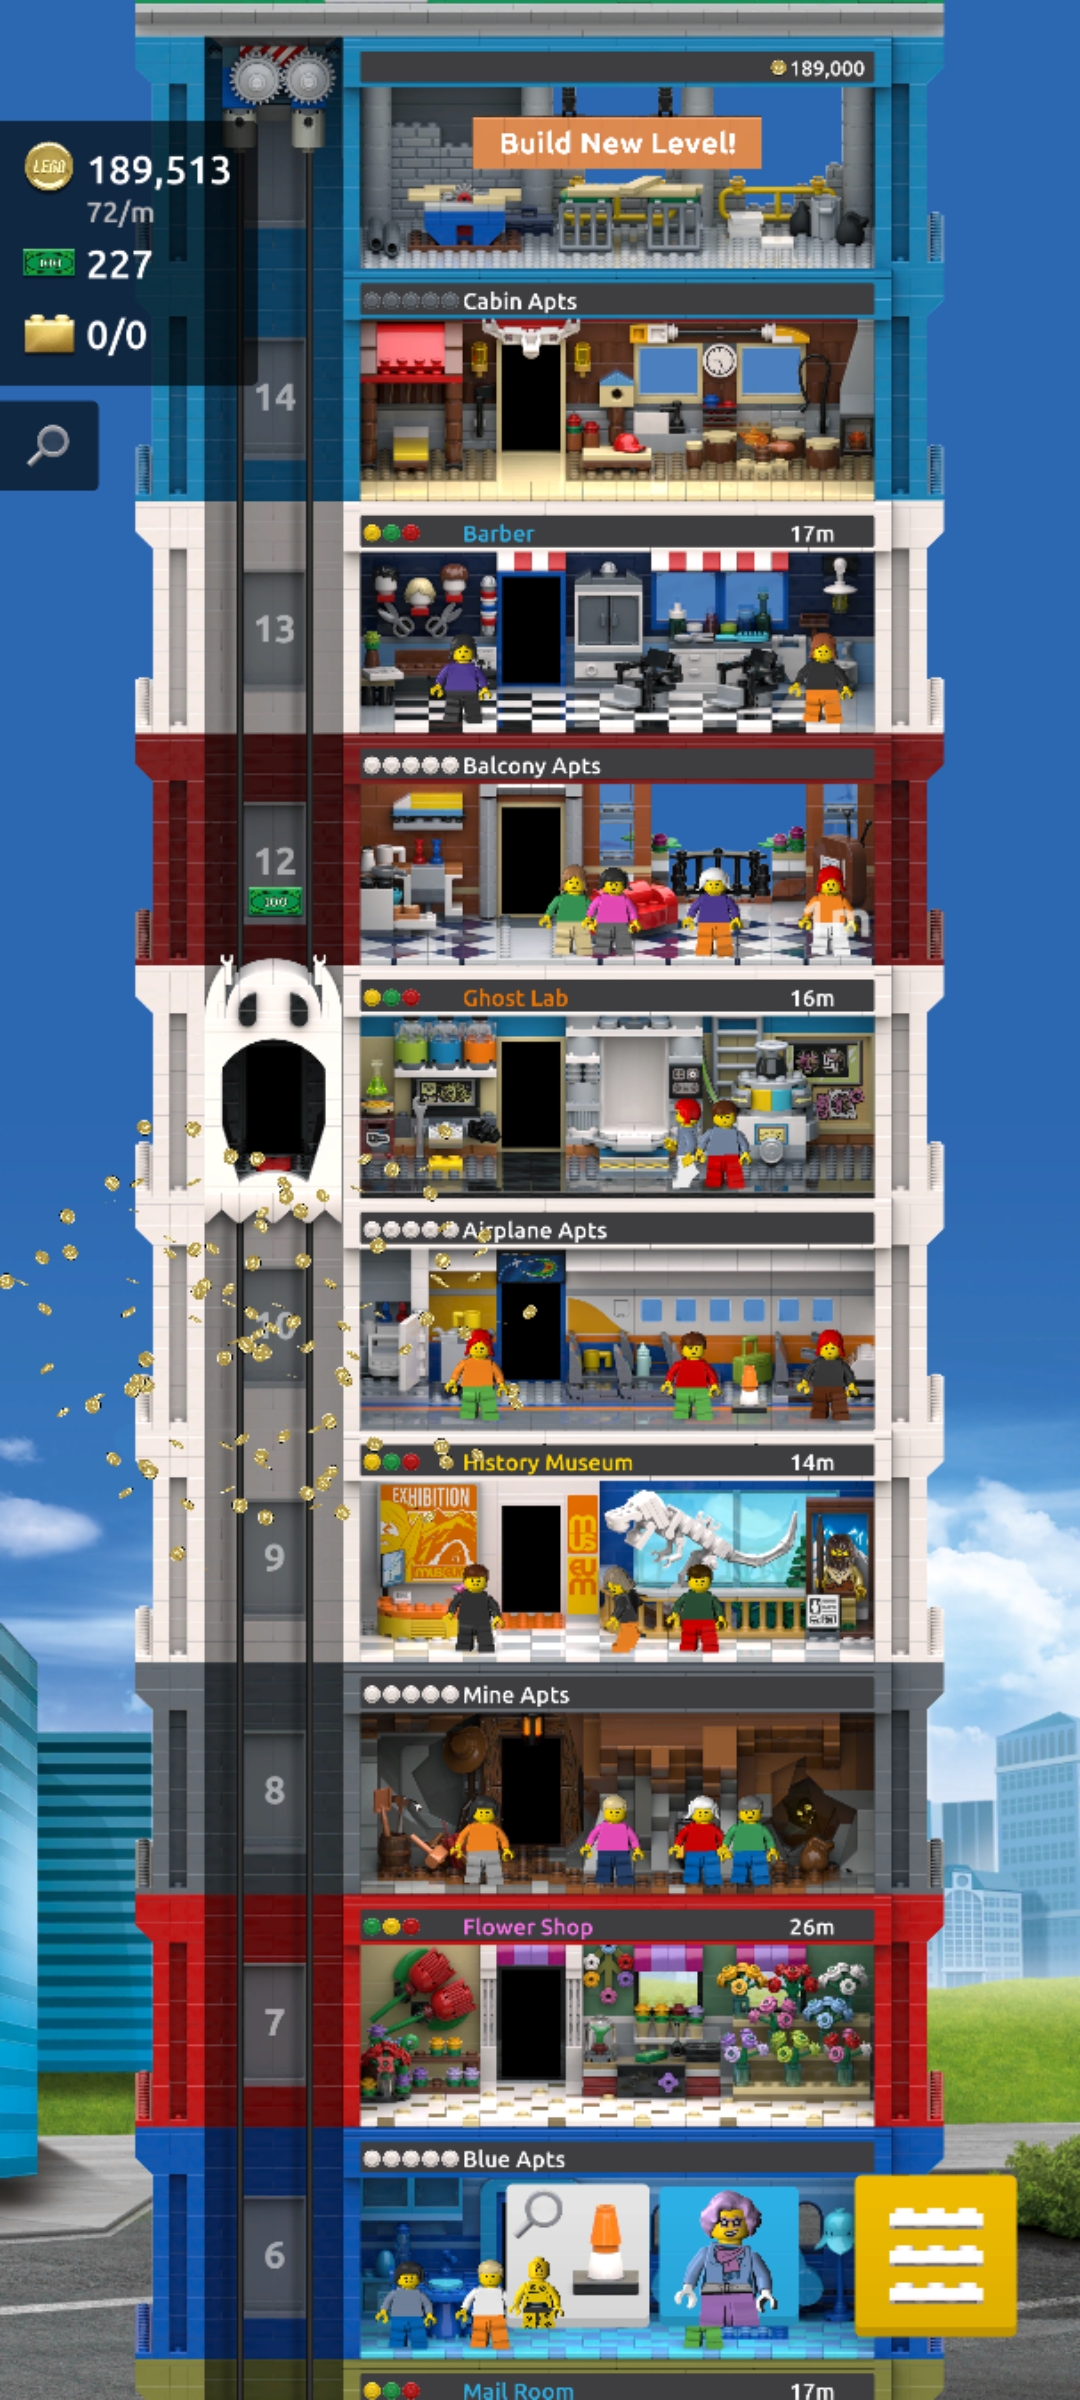 189,000
Build New Level!
LEGO
189,513
72/m
227
0/0
Cabin Apts
14
Barber
17m
13
Balcony Apts
12
100
Ghost Lab
16m
Airplane Apts
10
History Museum
14m
EXHIBITION
MUSEUM
museum
9
Mine Apts
8
Flower Shop
26m
7
Blue Apts
6
Mail Room
17m